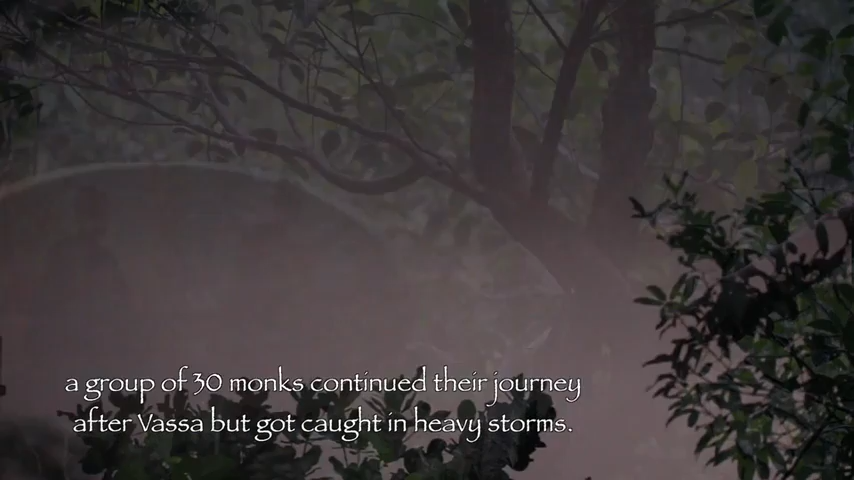 a group of 30 monks continued their journey
after Vassa but got caught in heavy storms.